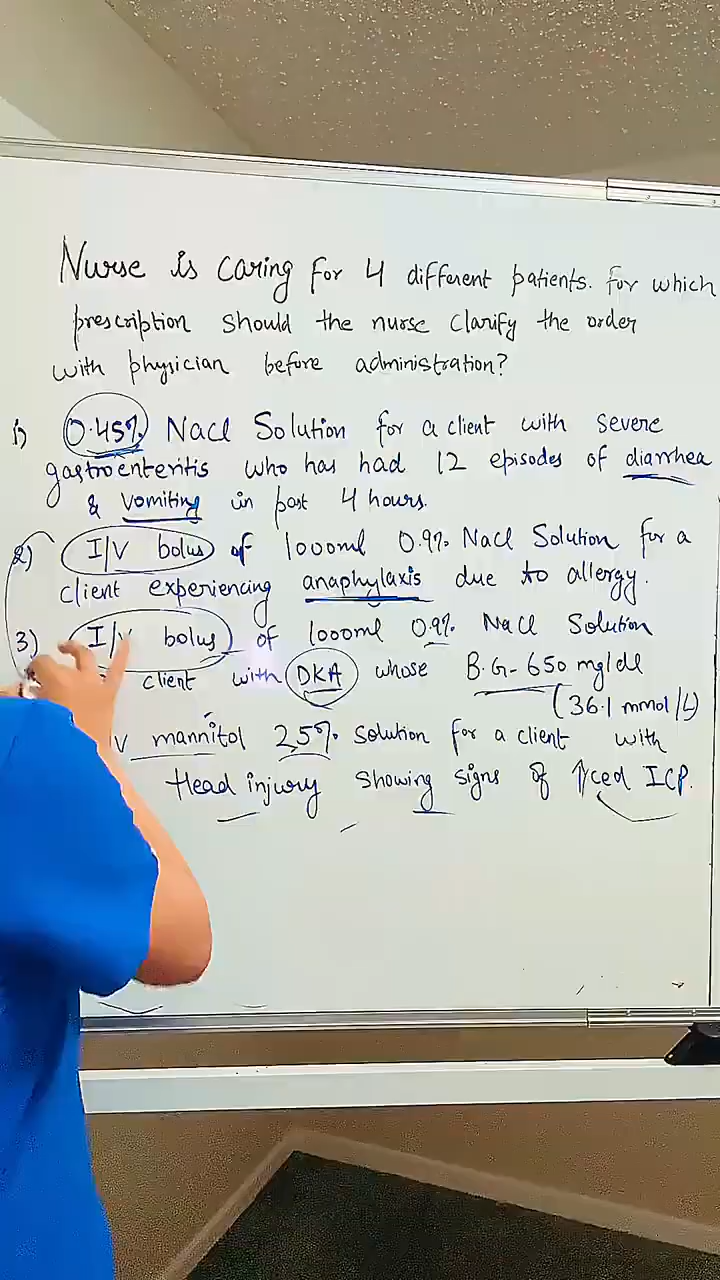 Nurse is caring for 4 different patients. for which
prescription should the nurse clarify the order
with physician before administration?
1) 0.45% Nacl Solution for a client with severe
gastroenteritis who has had 12 episodes of diarrhea
& vomiting in past 4 hours.
2) I/V bolus of 1000ml 0.9% Nacl Solution for a
client experiencing anaphylaxis due to allergy.
3) I/V bolus of 1000ml 0.9% Nacl Solution
client with DKA whose B.G- 650 mg/dl
(36.1 mmol/L)
V mannitol 25% solution for a client with
Head injury showing signs of ↑ced ICP.